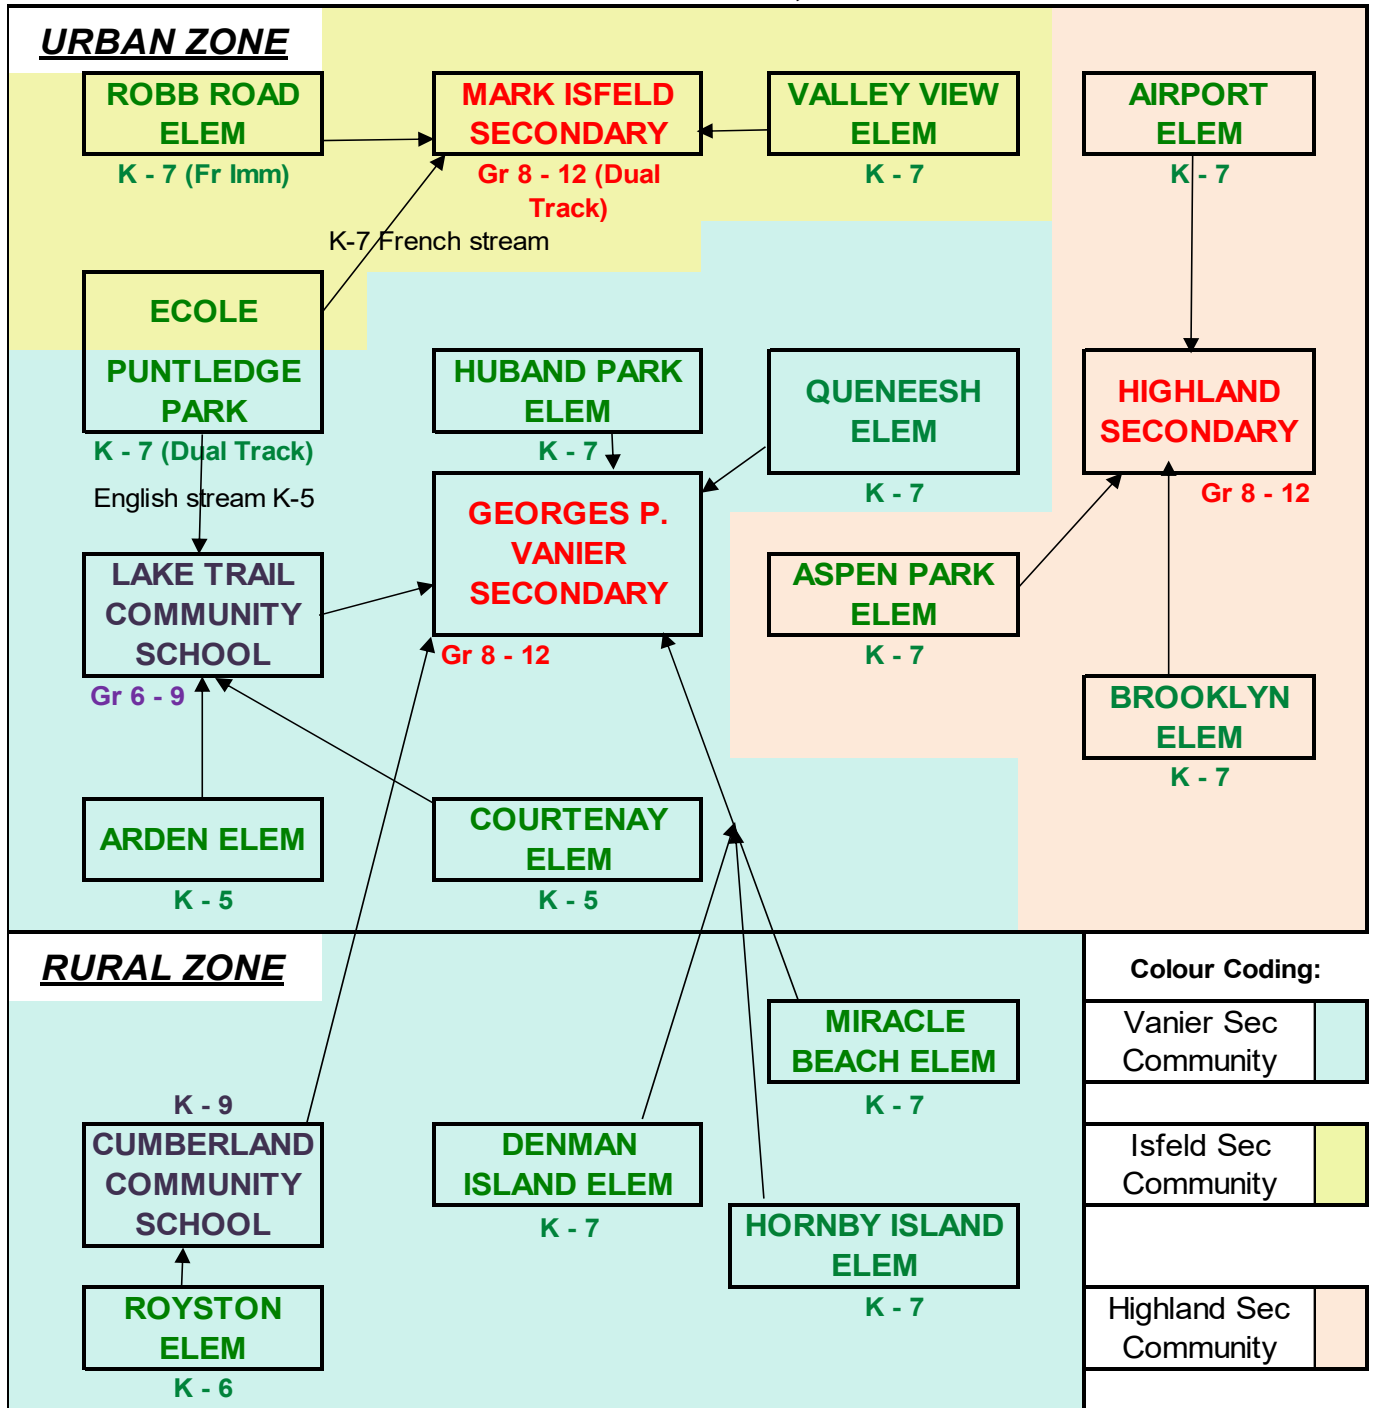 URBAN ZONE
ROBB ROAD
ELEM
K - 7 (Fr Imm)
MARK ISFELD
SECONDARY
Gr 8 - 12 (Dual
Track)
VALLEY VIEW
ELEM
K - 7
AIRPORT
ELEM
K - 7
K-7 French stream
ECOLE
PUNTLEDGE
PARK
K - 7 (Dual Track)
English stream K-5
HUBAND PARK
ELEM
K - 7
QUENEESH
ELEM
K - 7
HIGHLAND
SECONDARY
Gr 8 - 12
GEORGES P.
VANIER
SECONDARY
Gr 8 - 12
LAKE TRAIL
COMMUNITY
SCHOOL
Gr 6 - 9
ASPEN PARK
ELEM
K - 7
BROOKLYN
ELEM
K - 7
ARDEN ELEM
K - 5
COURTENAY
ELEM
K - 5
RURAL ZONE
MIRACLE
BEACH ELEM
K - 7
K - 9
CUMBERLAND
COMMUNITY
SCHOOL
DENMAN
ISLAND ELEM
K - 7
HORNBY ISLAND
ELEM
K - 7
ROYSTON
ELEM
K - 6
Colour Coding:
Vanier Sec
Community
Isfeld Sec
Community
Highland Sec
Community